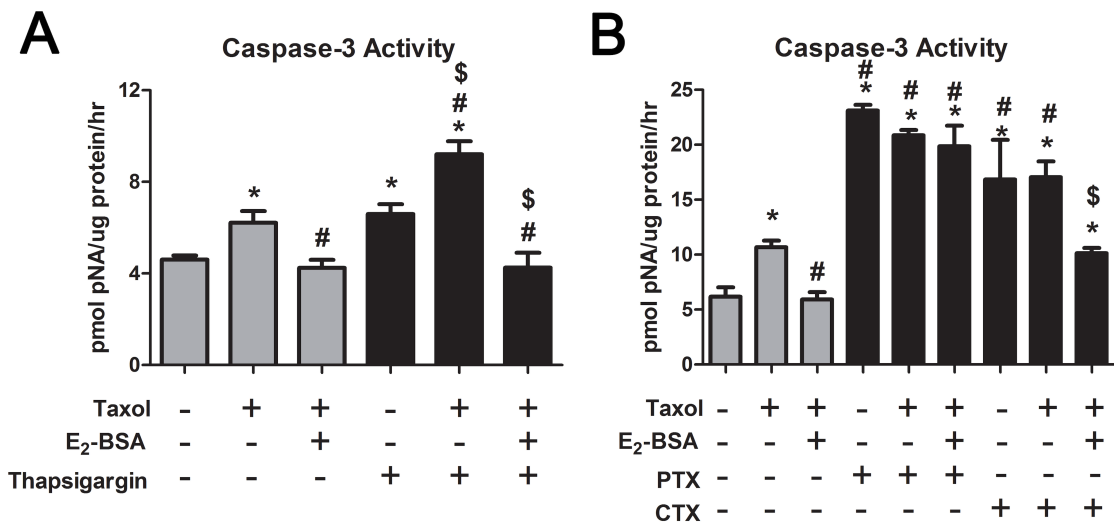 A
Caspase-3 Activity
pmol pNA/ug protein/hr
12
8
4
0
*
#
*
$
#
*
$
#
Taxol - + + - + +
E₂-BSA - - + - - +
Thapsigargin - - - + + +
B
Caspase-3 Activity
pmol pNA/ug protein/hr
25
20
15
10
5
0
*
#
#
*
#
*
#
*
#
*
#
*
$
*
Taxol - + + - + + - + +
E₂-BSA - - + - - + - - +
PTX - - - + + + - - -
CTX - - - - - - + + +